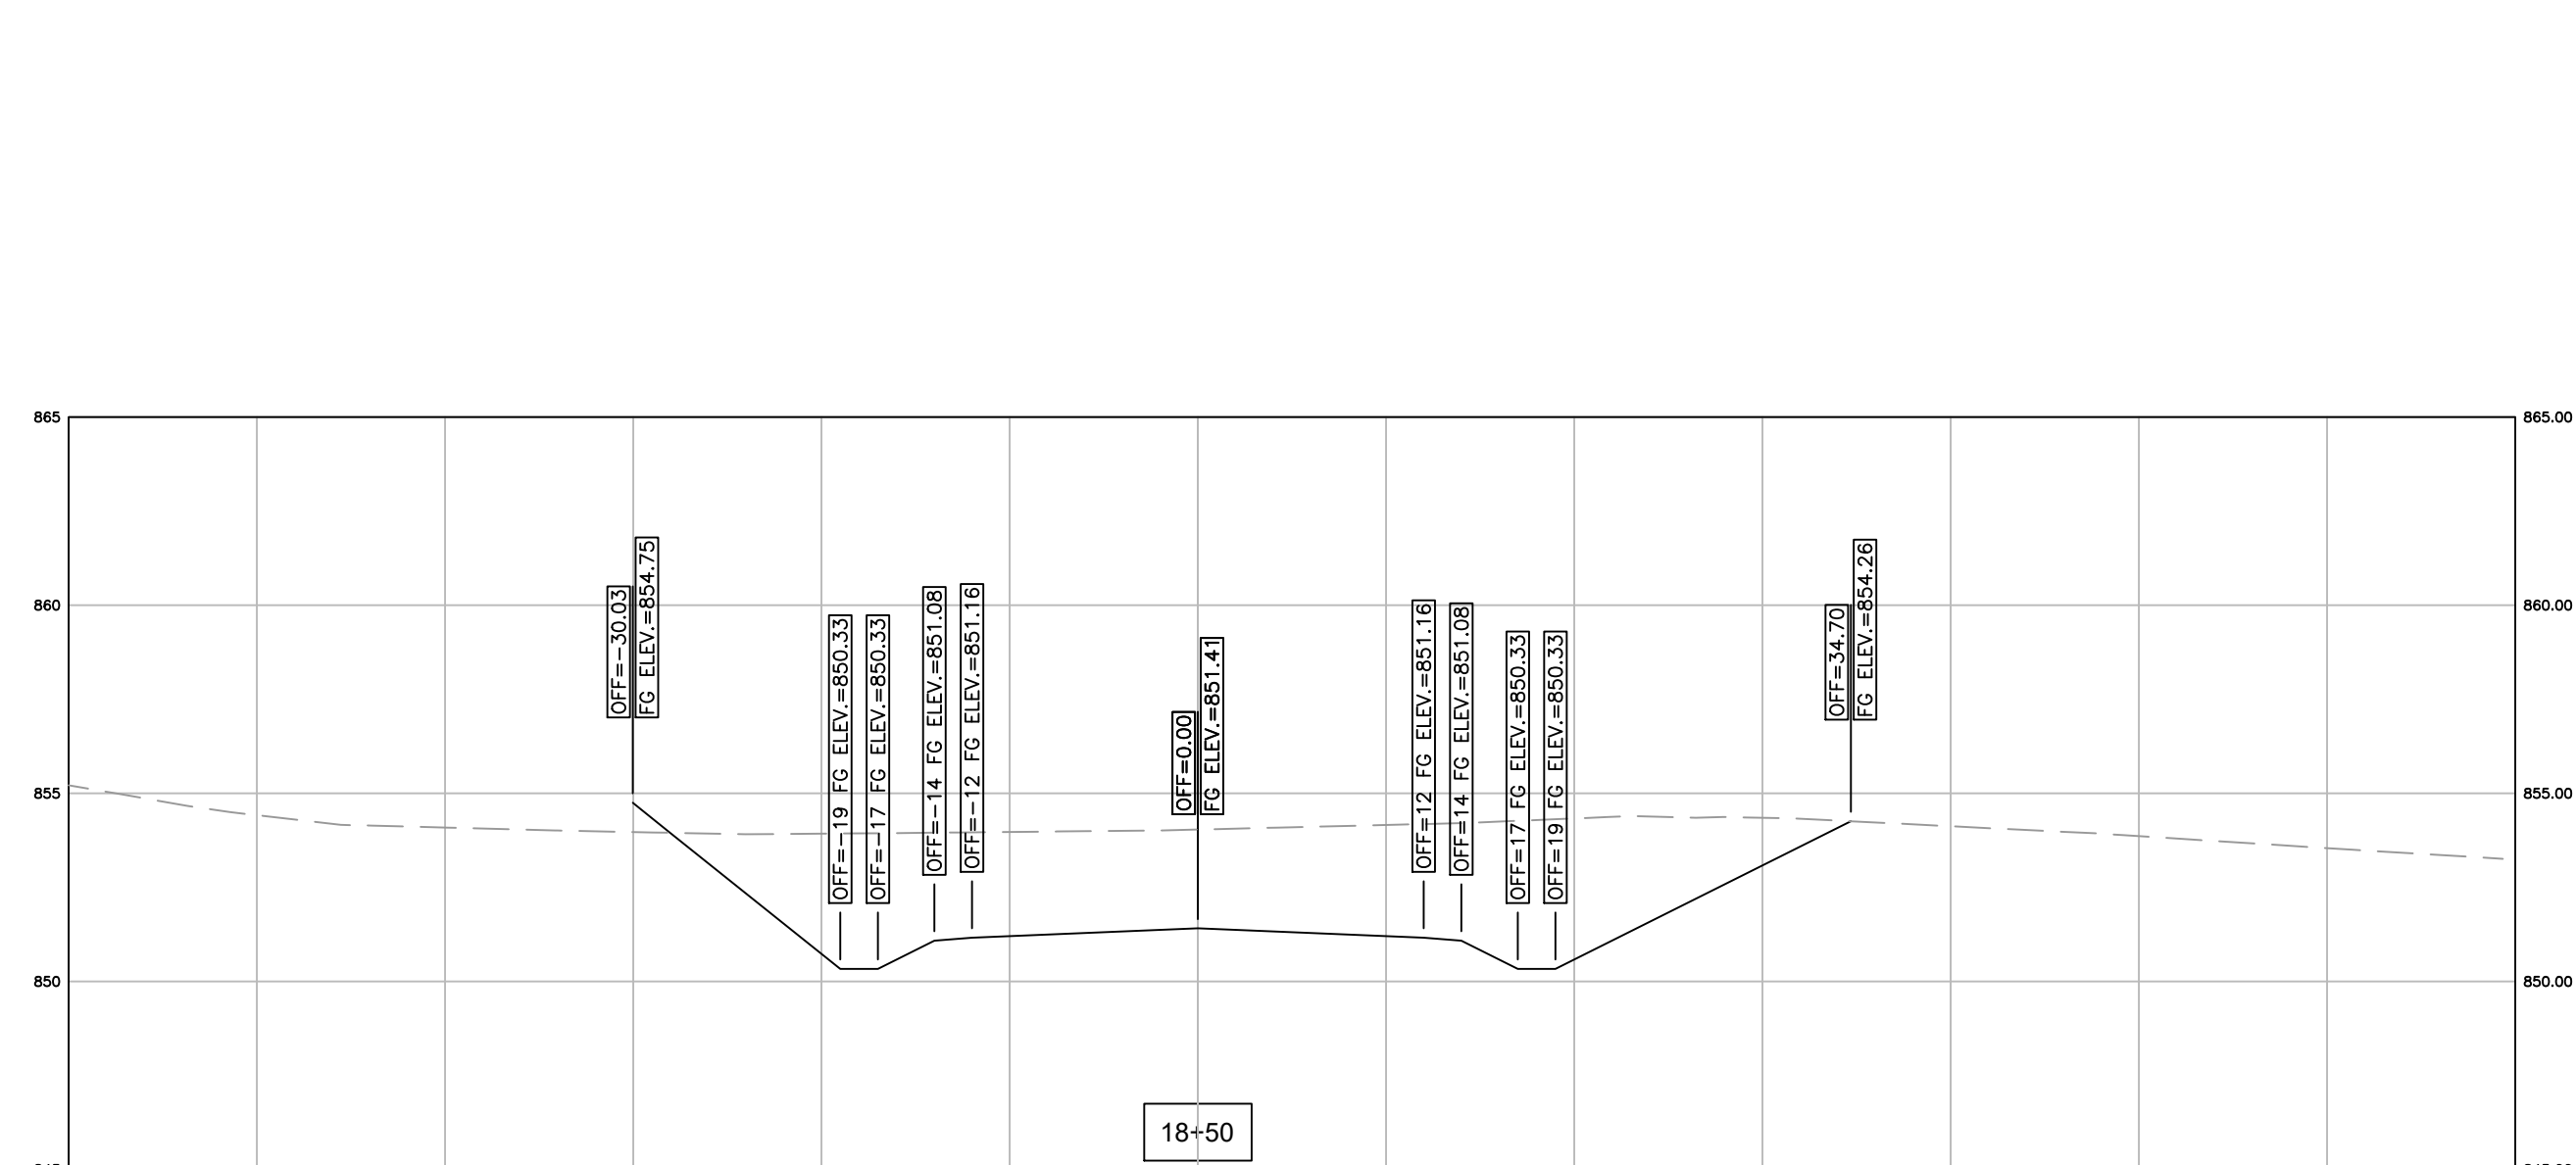 865
865.00
OFF=-30.03
FG ELEV.=854.75
OFF=-19 FG ELEV.=850.33
OFF=-17 FG ELEV.=850.33
OFF=-14 FG ELEV.=851.08
OFF=-12 FG ELEV.=851.16
OFF=0.00
FG ELEV.=851.41
OFF=12 FG ELEV.=851.16
OFF=14 FG ELEV.=851.08
OFF=17 FG ELEV.=850.33
OFF=19 FG ELEV.=850.33
OFF=34.70
FG ELEV.=854.26
860
860.00
855
855.00
850
850.00
18+50